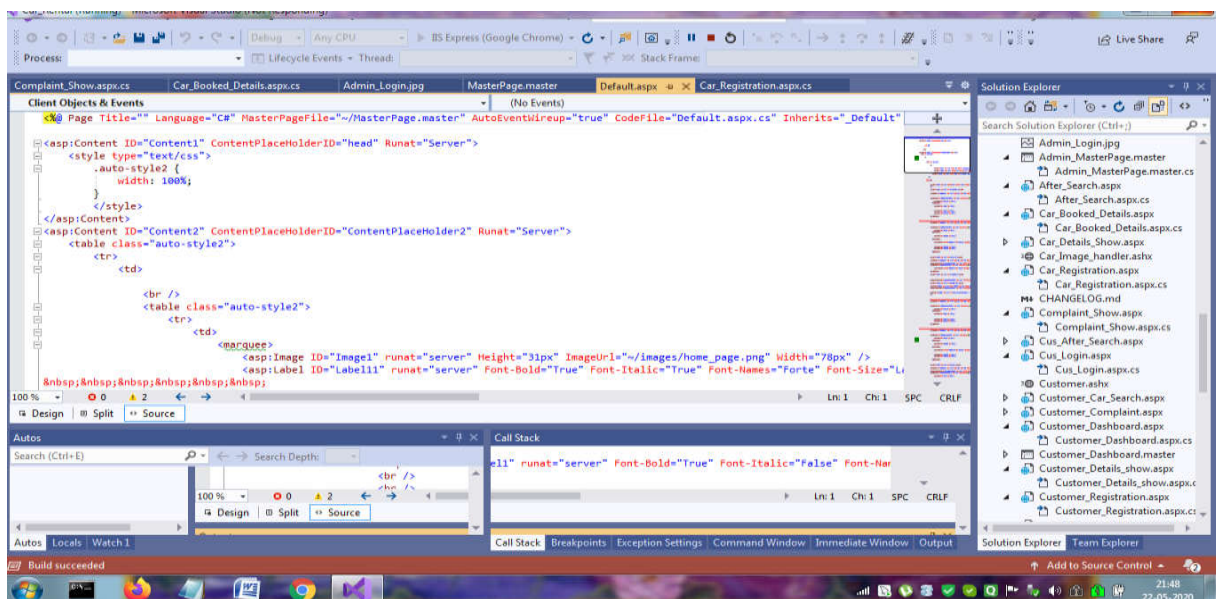 Car_Rental (Running) - Microsoft Visual Studio (Not Responding)
Debug Any CPU IIS Express (Google Chrome) Live Share
Process: Lifecycle Events Thread: Stack Frame:
Complaint_Show.aspx.cs Car_Booked_Details.aspx.cs Admin_Login.jpg MasterPage.master Default.aspx Car_Registration.aspx.cs
Client Objects & Events (No Events)
<%@ Page Title="" Language="C#" MasterPageFile="~/MasterPage.master" AutoEventWireup="true" CodeFile="Default.aspx.cs" Inherits="_Default"
<asp:Content ID="Content1" ContentPlaceHolderID="head" Runat="Server">
<style type="text/css">
.auto-style2 {
width: 100%;
}
</style>
</asp:Content>
<asp:Content ID="Content2" ContentPlaceHolderID="ContentPlaceHolder2" Runat="Server">
<table class="auto-style2">
<tr>
<td>
<br />
<table class="auto-style2">
<tr>
<td>
<marquee>
<asp:Image ID="Image1" runat="server" Height="31px" ImageUrl="~/images/home_page.png" Width="78px" />
<asp:Label ID="Label11" runat="server" Font-Bold="True" Font-Italic="True" Font-Names="Forte" Font-Size="L
&nbsp;&nbsp;&nbsp;&nbsp;&nbsp;
100 % 0 2 Ln: 1 Ch: 1 SPC CRLF
Design Split Source
Solution Explorer
Search Solution Explorer (Ctrl+;)
Admin_Login.jpg
Admin_MasterPage.master
Admin_MasterPage.master.cs
After_Search.aspx
After_Search.aspx.cs
Car_Booked_Details.aspx
Car_Booked_Details.aspx.cs
Car_Details_Show.aspx
Car_Image_handler.ashx
Car_Registration.aspx
Car_Registration.aspx.cs
CHANGELOG.md
Complaint_Show.aspx
Complaint_Show.aspx.cs
Cus_After_Search.aspx
Cus_Login.aspx
Cus_Login.aspx.cs
Customer.ashx
Customer_Car_Search.aspx
Customer_Complaint.aspx
Customer_Dashboard.aspx
Customer_Dashboard.aspx.cs
Customer_Dashboard.master
Customer_Details_show.aspx
Customer_Details_show.aspx.c
Customer_Registration.aspx
Customer_Registration.aspx.cs
Solution Explorer Team Explorer
Autos
Search (Ctrl+E) Search Depth:
<br />
100 % 0 2
Design Split Source
Autos Locals Watch 1
Call Stack
el1" runat="server" Font-Bold="True" Font-Italic="False" Font-Nar
Ln: 1 Ch: 1 SPC CRLF
Call Stack Breakpoints Exception Settings Command Window Immediate Window Output
Build succeeded Add to Source Control 2
21:48
22-05-2020